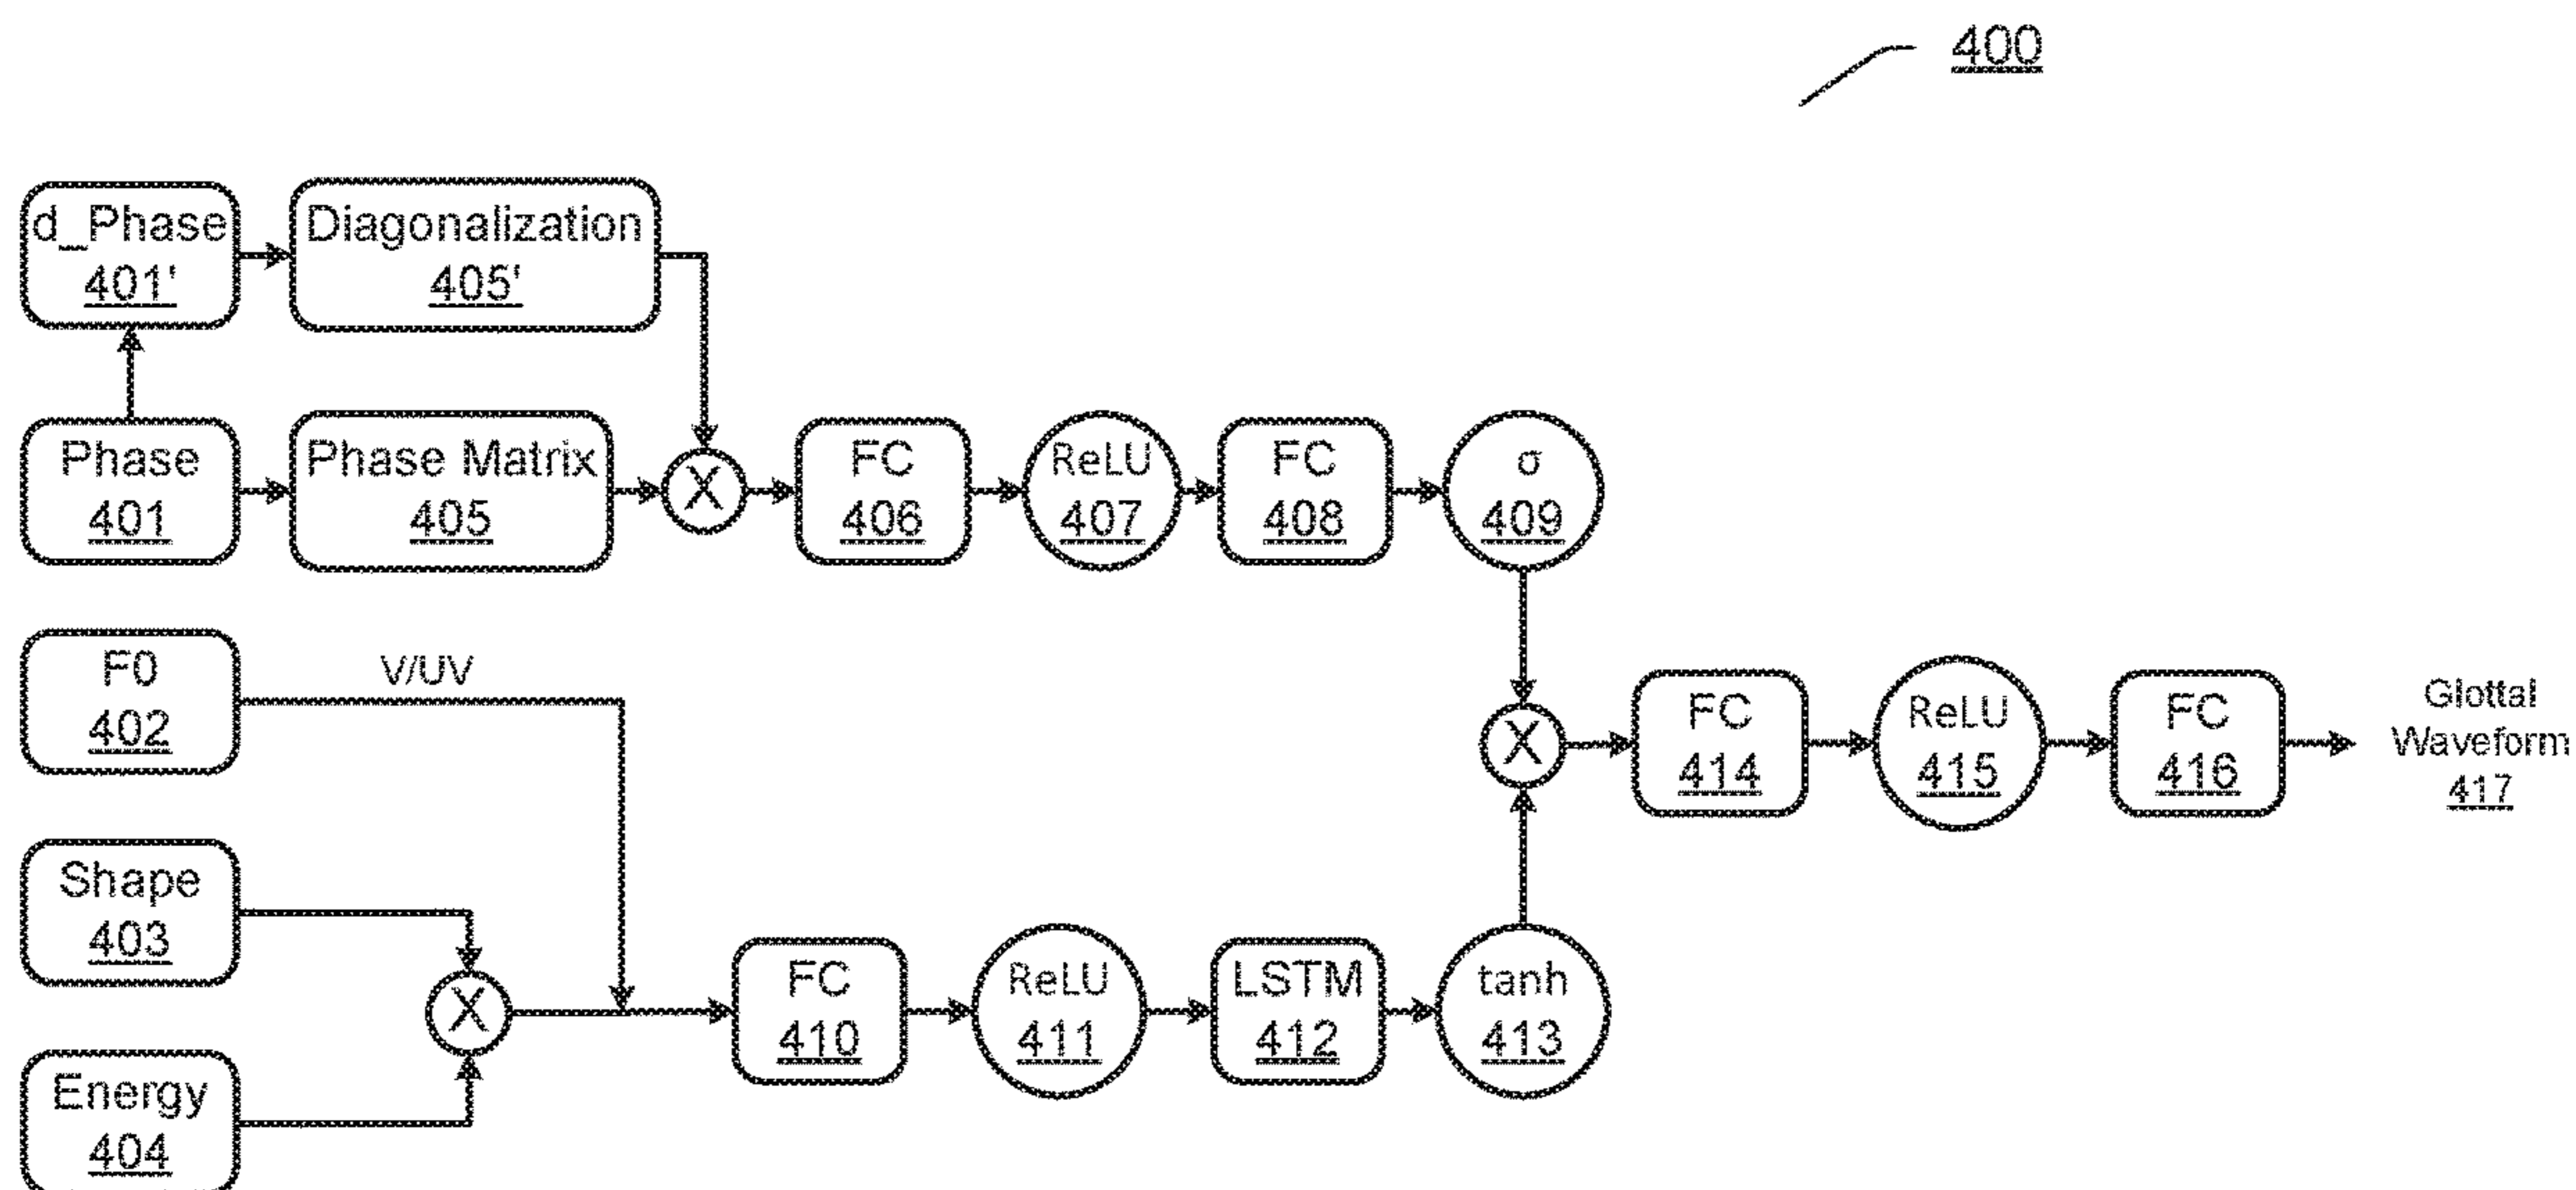 400
d_Phase
401'
Diagonalization
405'
Phase
401
Phase Matrix
405
X
FC
406
ReLU
407
FC
408
σ
409
F0
402
V/UV
Shape
403
Energy
404
X
FC
410
ReLU
411
LSTM
412
tanh
413
X
FC
414
ReLU
415
FC
416
Glottal
Waveform
417